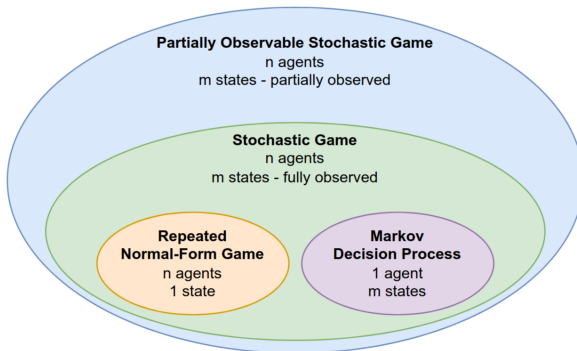 Partially Observable Stochastic Game
n agents
m states - partially observed
Stochastic Game
n agents
m states - fully observed
Repeated
Normal-Form Game
n agents
1 state
Markov
Decision Process
1 agent
m states